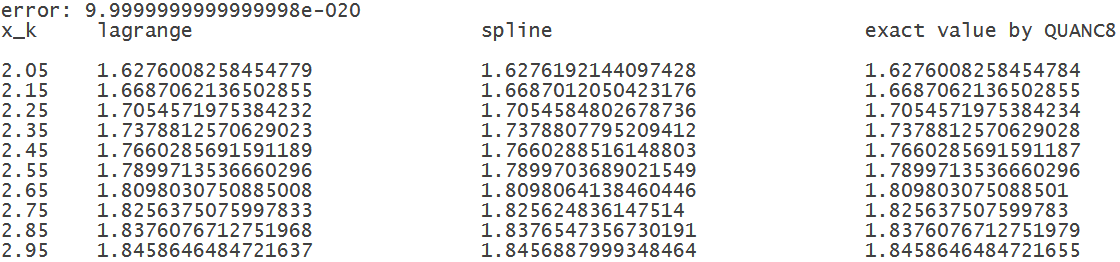 error: 9.9999999999999998e-020
x_k lagrange spline exact value by QUANC8
2.05 1.6276008258454779 1.6276192144097428 1.6276008258454784
2.15 1.6687062136502855 1.6687012050423176 1.6687062136502855
2.25 1.7054571975384232 1.7054584802678736 1.7054571975384234
2.35 1.7378812570629023 1.7378807795209412 1.7378812570629028
2.45 1.7660285691591189 1.7660288516148803 1.7660285691591187
2.55 1.7899713536660296 1.7899703689021549 1.7899713536660296
2.65 1.8098030750885008 1.8098064138460446 1.809803075088501
2.75 1.8256375075997833 1.825624836147514 1.825637507599783
2.85 1.8376076712751968 1.8376547356730191 1.8376076712751979
2.95 1.8458646484721637 1.8456887999348464 1.8458646484721655